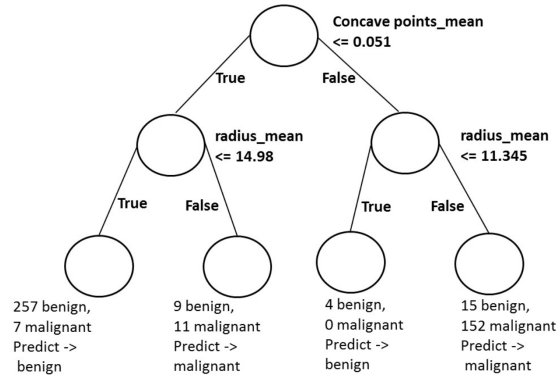 Concave points_mean
<= 0.051
True
False
radius_mean
<= 14.98
radius_mean
<= 11.345
True
False
True
False
257 benign,
7 malignant
Predict ->
benign
9 benign,
11 malignant
Predict ->
malignant
4 benign,
0 malignant
Predict ->
benign
15 benign,
152 malignant
Predict ->
malignant